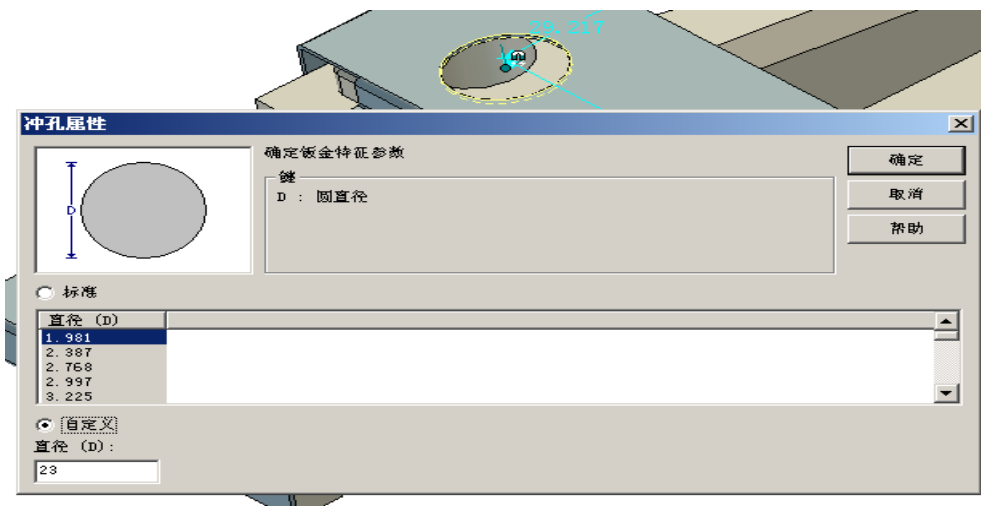 29.217
冲孔属性
确定钣金特征参数
键
D : 圆直径
确定
取消
帮助
D
标准
直径 (D)
1.981
2.387
2.768
2.997
3.225
自定义
直径 (D):
23